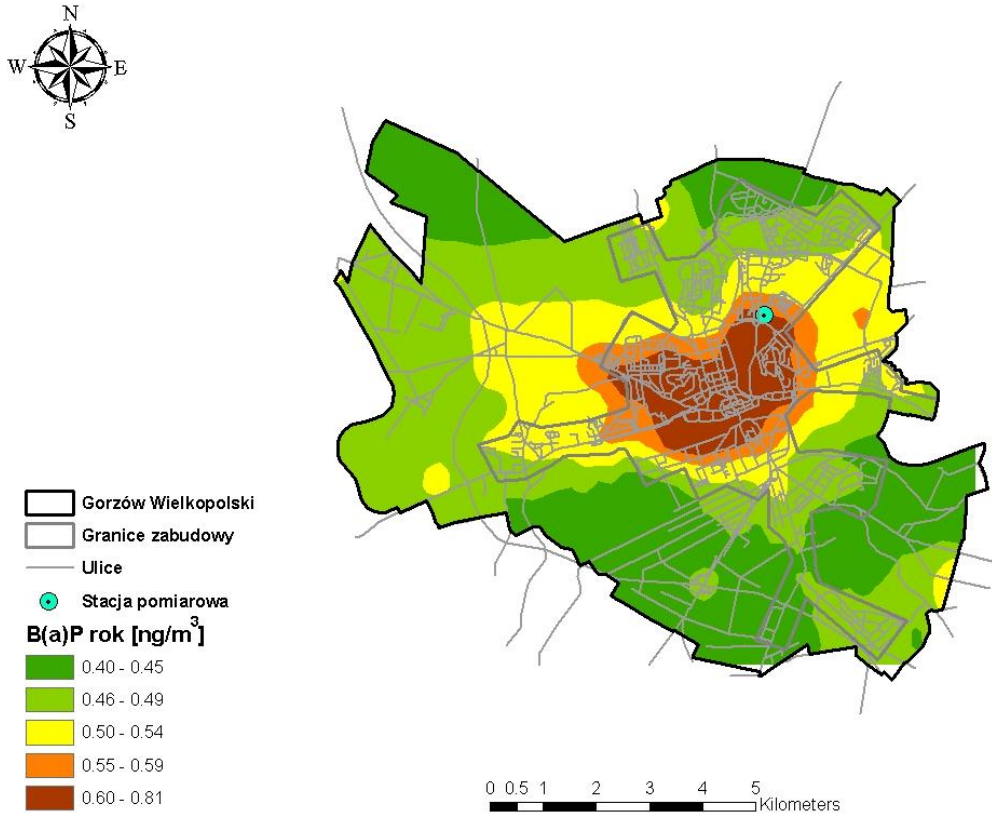 N
W E
S
Gorzów Wielkopolski
Granice zabudowy
Ulice
Stacja pomiarowa
B(a)P rok [ng/m³]
0.40 - 0.45
0.46 - 0.49
0.50 - 0.54
0.55 - 0.59
0.60 - 0.81
0 0.5 1 2 3 4 5
Kilometers